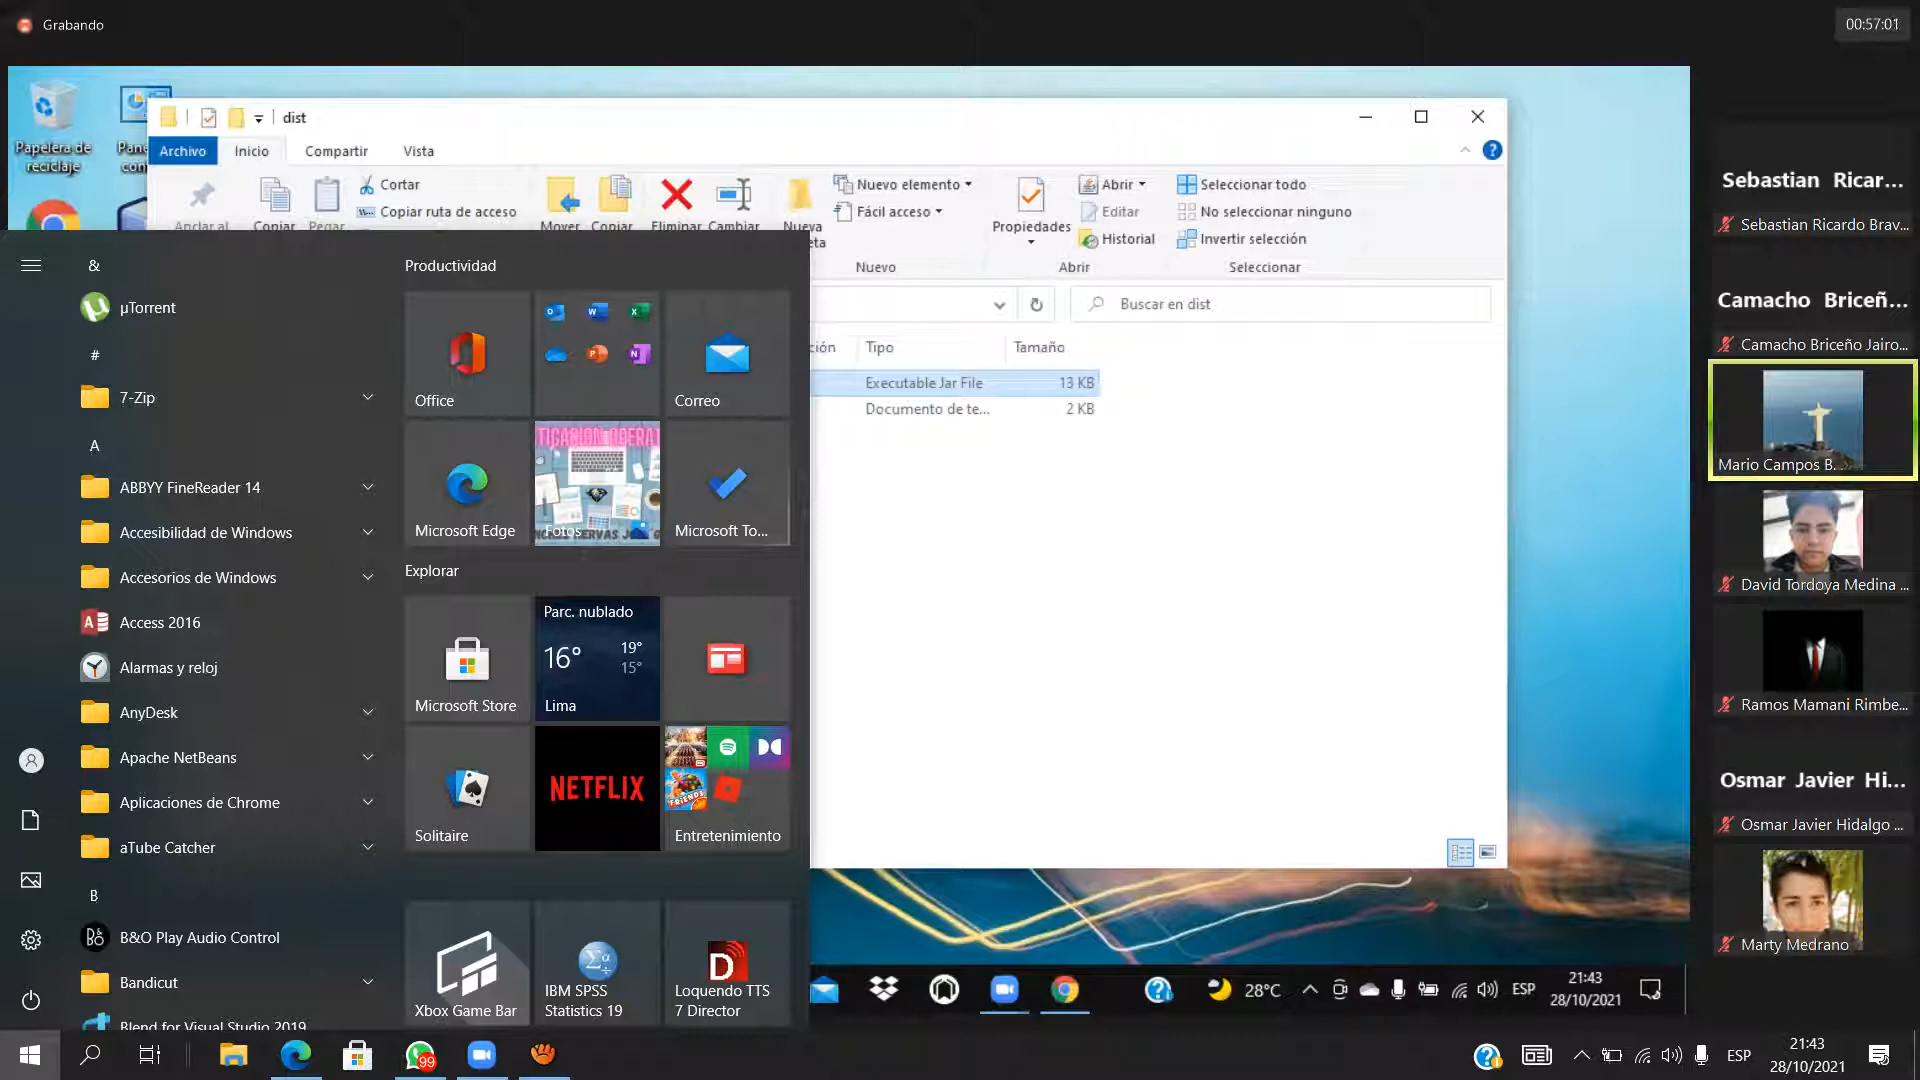 Grabando
00:57:01
Papelera de
reciclaje
dist
Archivo
Inicio
Compartir
Vista
Copiar
Pegar
Cortar
Copiar ruta de acceso
Mover
Copiar
Eliminar
Cambiar
Nueva
Nuevo elemento
Fácil acceso
Nuevo
Propiedades
Abrir
Editar
Historial
Abrir
Seleccionar todo
No seleccionar ninguno
Invertir selección
Seleccionar
Buscar en dist
ción
Tipo
Tamaño
Executable Jar File
13 KB
Documento de te...
2 KB
&
µTorrent
#
7-Zip
A
ABBYY FineReader 14
Accesibilidad de Windows
Accesorios de Windows
Access 2016
Alarmas y reloj
AnyDesk
Apache NetBeans
Aplicaciones de Chrome
aTube Catcher
B
B&O Play Audio Control
Bandicut
Blend for Visual Studio 2019
Productividad
Office
Correo
Microsoft Edge
Fotos
Microsoft To...
Explorar
Microsoft Store
Parc. nublado
16°
19°
15°
Lima
Solitaire
NETFLIX
FRIENDS
Entretenimiento
Xbox Game Bar
IBM SPSS
Statistics 19
Loquendo TTS
7 Director
Sebastian Ricar...
Sebastian Ricardo Brav...
Camacho Briceñ...
Camacho Briceño Jairo...
Mario Campos B...
David Tordoya Medina ...
Ramos Mamani Rimbe...
Osmar Javier Hi...
Osmar Javier Hidalgo ...
Marty Medrano
28°C
ESP
21:43
28/10/2021
99
ESP
21:43
28/10/2021